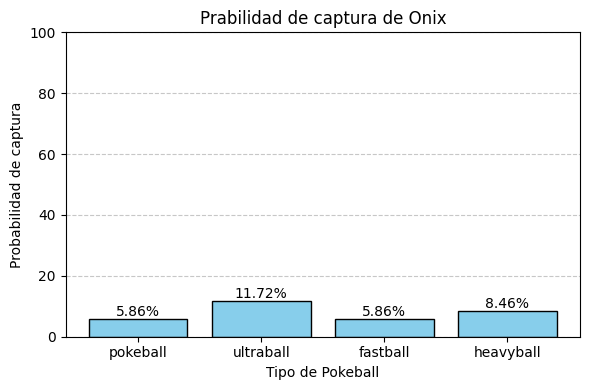 Prabilidad de captura de Onix
Probabilidad de captura
100
80
60
40
20
0
5.86%
11.72%
5.86%
8.46%
pokeball
ultraball
fastball
heavyball
Tipo de Pokeball